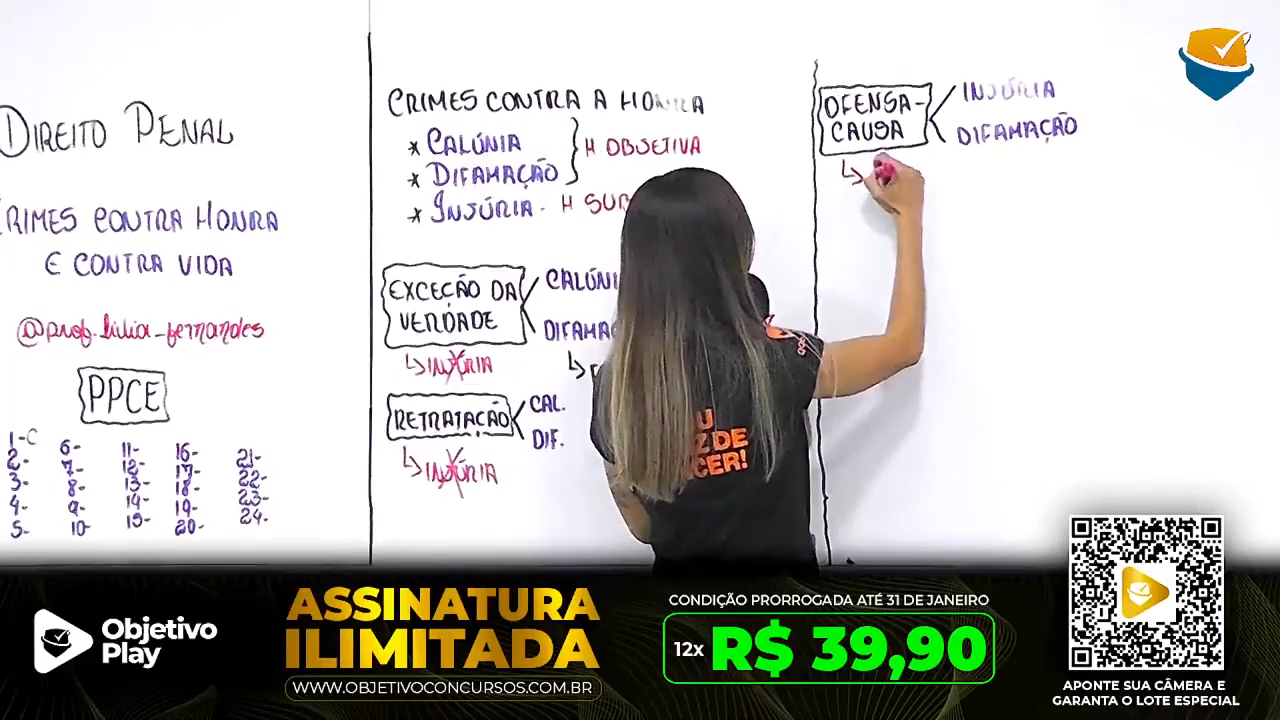 DIREITO PENAL
CRIMES CONTRA HONRA
E CONTRA VIDA
@prof.lilia_fernandes
PPCE
1-C
2-
3-
4-
5-
6-
7-
8-
9-
10-
11-
12-
13-
14-
15-
16-
17-
18-
19-
20-
21-
22-
23-
24-
CRIMES CONTRA A HONRA
* CALÚNIA
* DIFAMAÇÃO
H OBJETIVA
* INJÚRIA - H SUB
EXCEÇÃO DA
VERDADE
CALÚNI
DIFAMAÇ
INJÚRIA
RETRATAÇÃO
CAL.
DIF.
INJÚRIA
OFENSA-
CAUSA
INJÚRIA
DIFAMAÇÃO
U
Z DE
CER!
Objetivo
Play
ASSINATURA
ILIMITADA
WWW.OBJETIVOCONCURSOS.COM.BR
CONDIÇÃO PRORROGADA ATÉ 31 DE JANEIRO
12x R$ 39,90
APONTE SUA CÂMERA E
GARANTA O LOTE ESPECIAL